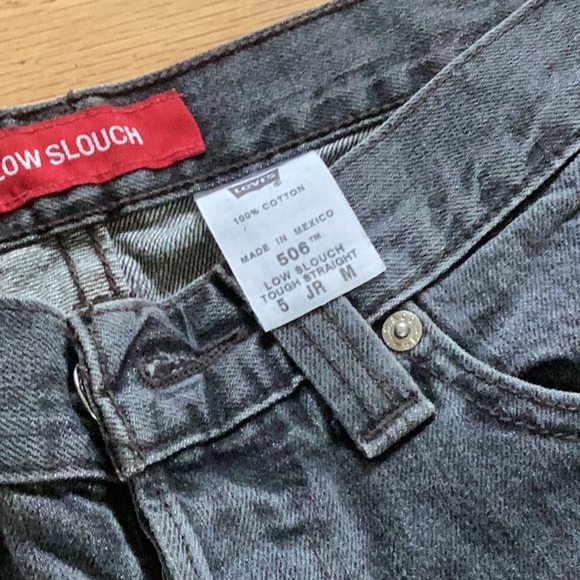 LOW SLOUCH
Levi's
100% COTTON
MADE IN MEXICO
506™
LOW SLOUCH
TOUGH STRAIGHT
5 JR M